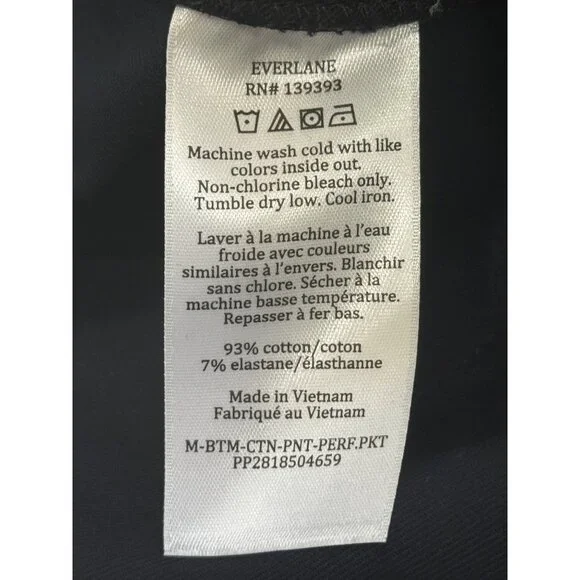 EVERLANE
RN# 139393
Machine wash cold with like
colors inside out.
Non-chlorine bleach only.
Tumble dry low. Cool iron.
Laver à la machine à l'eau
froide avec couleurs
similaires à l'envers. Blanchir
sans chlore. Sécher à la
machine basse température.
Repasser à fer bas.
93% cotton/coton
7% elastane/élasthanne
Made in Vietnam
Fabriqué au Vietnam
M-BTM-CTN-PNT-PERF.PKT
PP2818504659